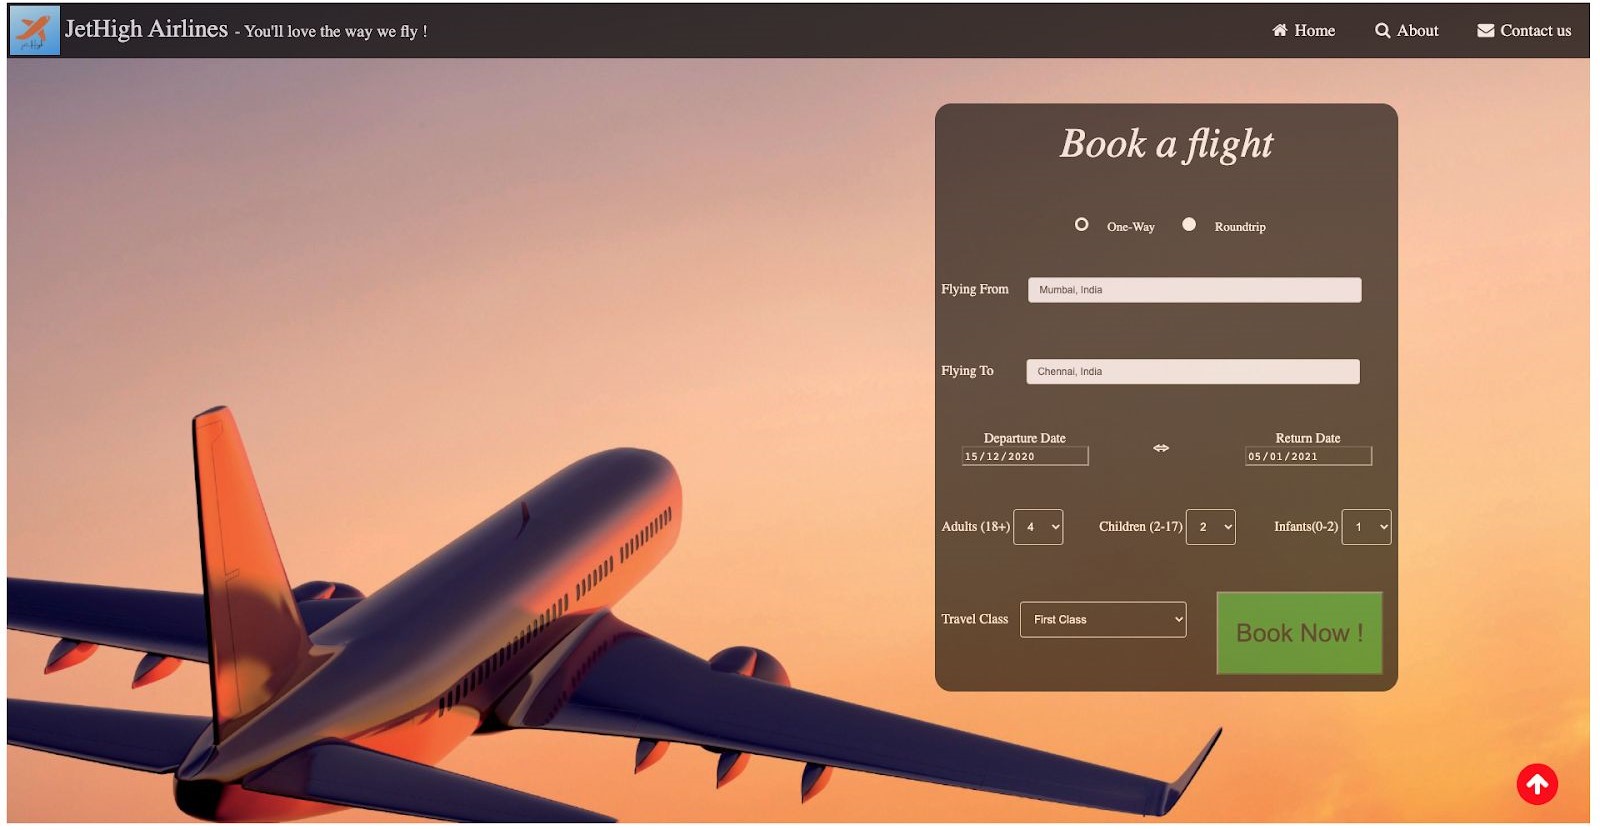 JetHigh Airlines - You'll love the way we fly !
Home About Contact us
Jet High
Book a flight
One-Way Roundtrip
Flying From Mumbai, India
Flying To Chennai, India
Departure Date ⇔ Return Date
15/12/2020 05/01/2021
Adults (18+) 4 Children (2-17) 2 Infants(0-2) 1
Travel Class First Class Book Now !